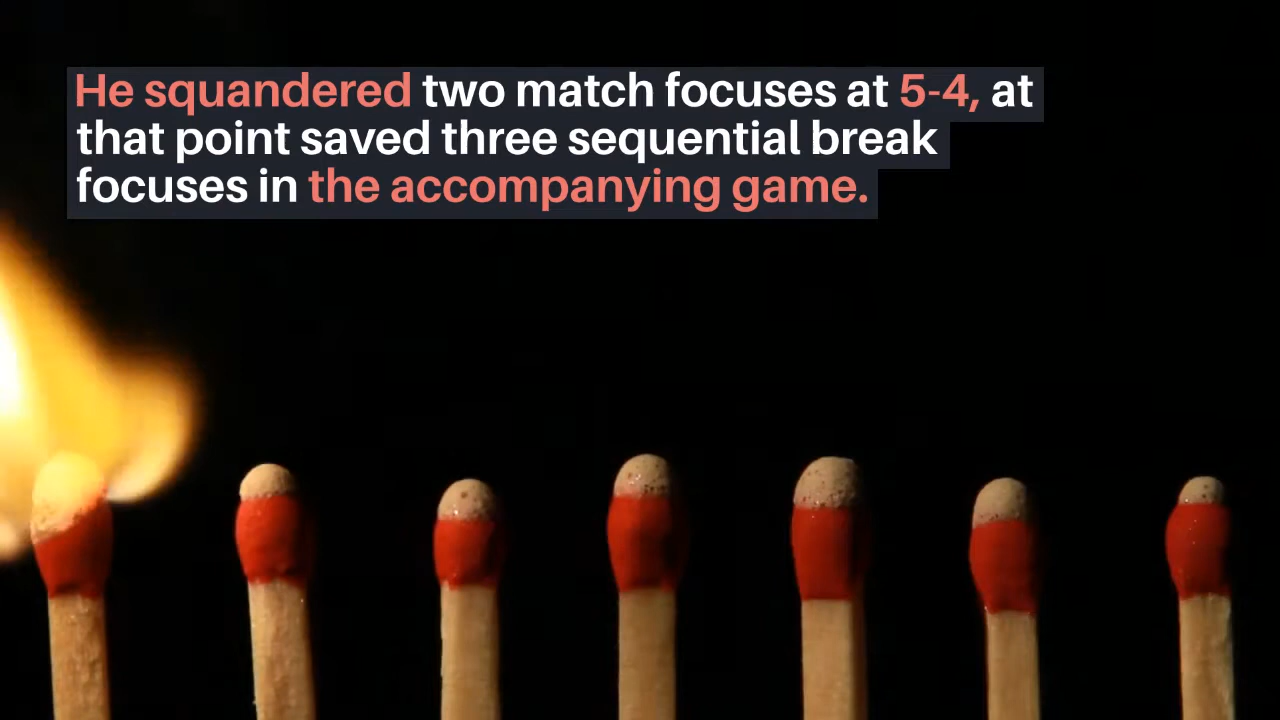 He squandered two match focuses at 5-4, at
that point saved three sequential break
focuses in the accompanying game.